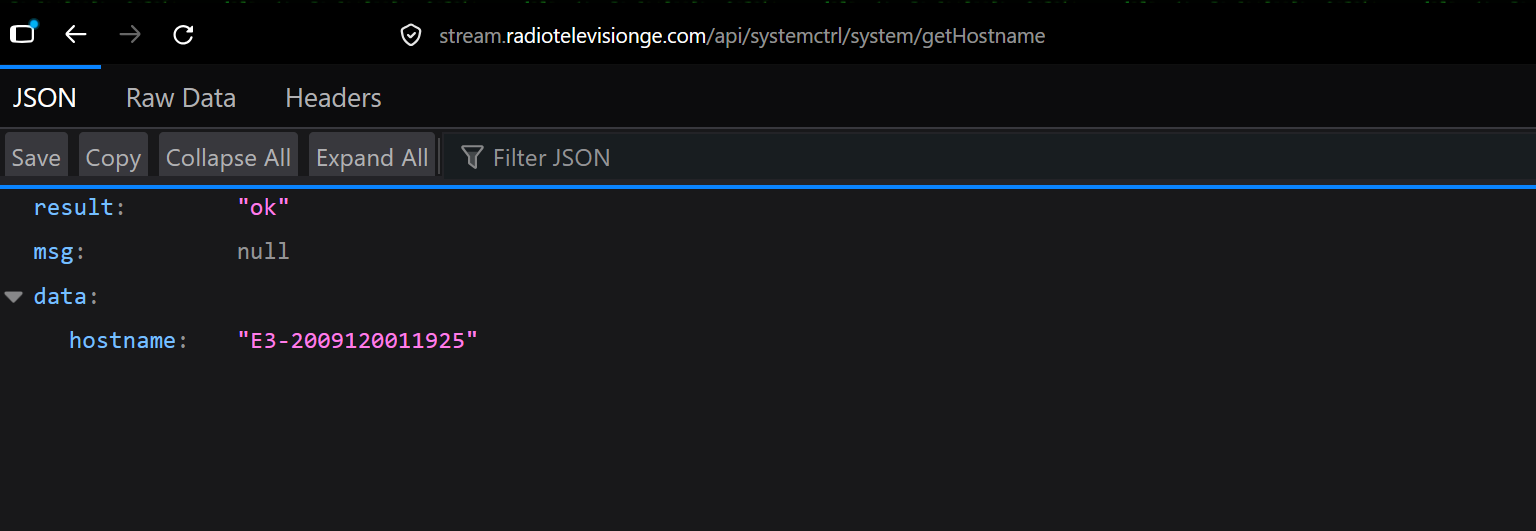 stream.radiotelevisionge.com/api/systemctrl/system/getHostname
JSON Raw Data Headers
Save Copy Collapse All Expand All Filter JSON
result: "ok"
msg: null
data:
hostname: "E3-2009120011925"